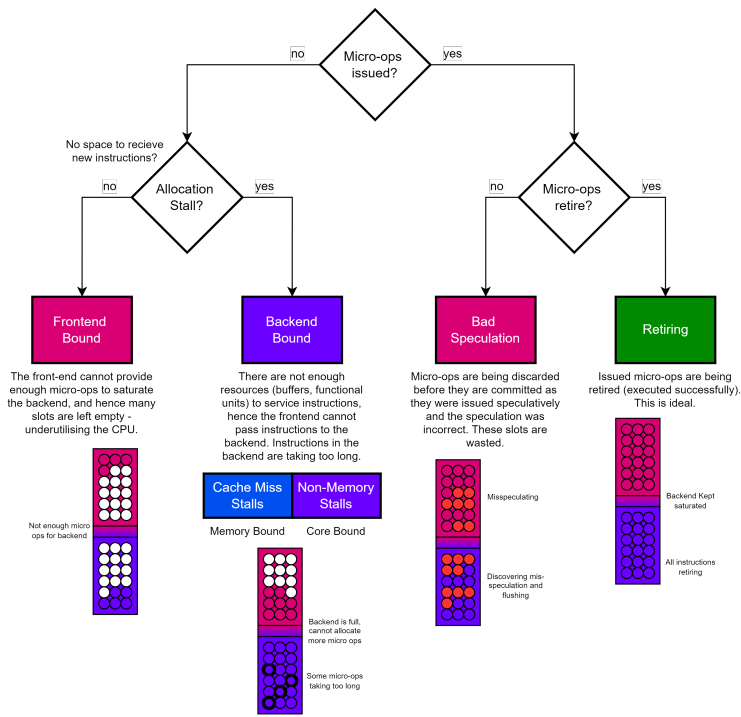 Micro-ops
issued?
no
yes
No space to recieve
new instructions?
Allocation
Stall?
no
yes
Micro-ops
retire?
no
yes
Frontend
Bound
Backend
Bound
Bad
Speculation
Retiring
The front-end cannot provide
enough micro-ops to saturate
the backend, and hence many
slots are left empty -
underutilising the CPU.
There are not enough
resources (buffers, functional
units) to service instructions,
hence the frontend cannot
pass instructions to the
backend. Instructions in the
backend are taking too long.
Micro-ops are being discarded
before they are committed as
they were issued speculatively
and the speculation was
incorrect. These slots are
wasted.
Issued micro-ops are being
retired (executed successfully).
This is ideal.
Not enough micro
ops for backend
Cache Miss
Stalls
Non-Memory
Stalls
Memory Bound
Core Bound
Backend is full,
cannot allocate
more micro ops
Some micro-ops
taking too long
Misspeculating
Discovering mis-
speculation and
flushing
Backend Kept
saturated
All instructions
retiring